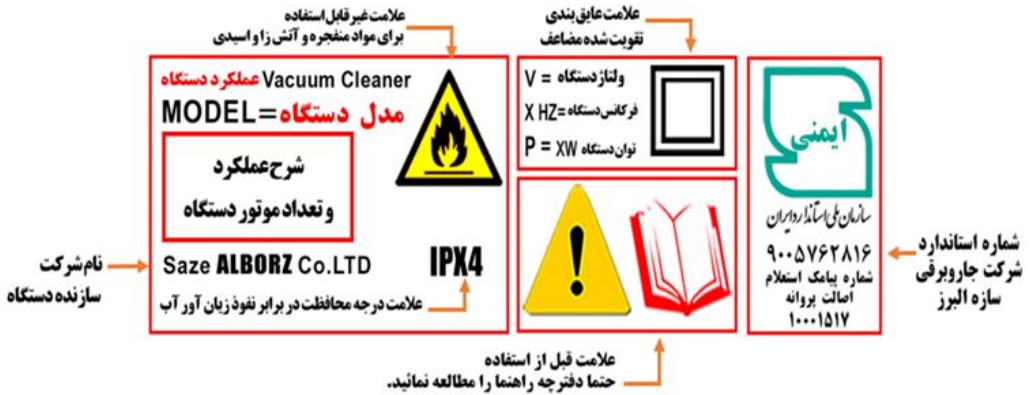 علامت غیر قابل استفاده
برای مواد منفجره و آتش زا و اسیدی
علامت عایق بندی
تقویت شده مضاعف
Vacuum Cleaner عملکرد دستگاه
MODEL= مدل دستگاه
شرح عملکرد
و تعداد موتور دستگاه
Saze ALBORZ Co.LTD
IPX4
علامت درجه محافظت در برابر نفوذ زیان آور آب
نام شرکت
سازنده دستگاه
ولتاژ دستگاه = V
فرکانس دستگاه= X HZ
توان دستگاه P = XW
علامت قبل از استفاده
حتما دفترچه راهنما را مطالعه نمائید.
ایمنی
سازمان ملی استاندارد ایران
۹۰۰۵۷۶۲۸۱۶
شماره پیامک استعلام
اصالت پروانه
۱۰۰۰۱۵۱۷
شماره استاندارد
شرکت جاروبرقی
سازه البرز